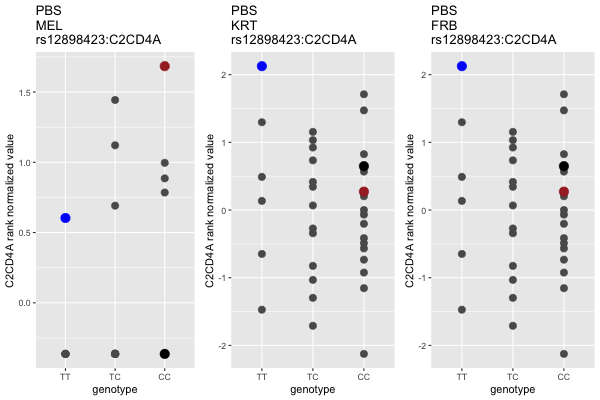 PBS
MEL
rs12898423:C2CD4A
C2CD4A rank normalized value
1.5
1.0
0.5
0.0
TT TC CC
genotype
PBS
KRT
rs12898423:C2CD4A
C2CD4A rank normalized value
2
1
0
-1
-2
TT TC CC
genotype
PBS
FRB
rs12898423:C2CD4A
C2CD4A rank normalized value
2
1
0
-1
-2
TT TC CC
genotype